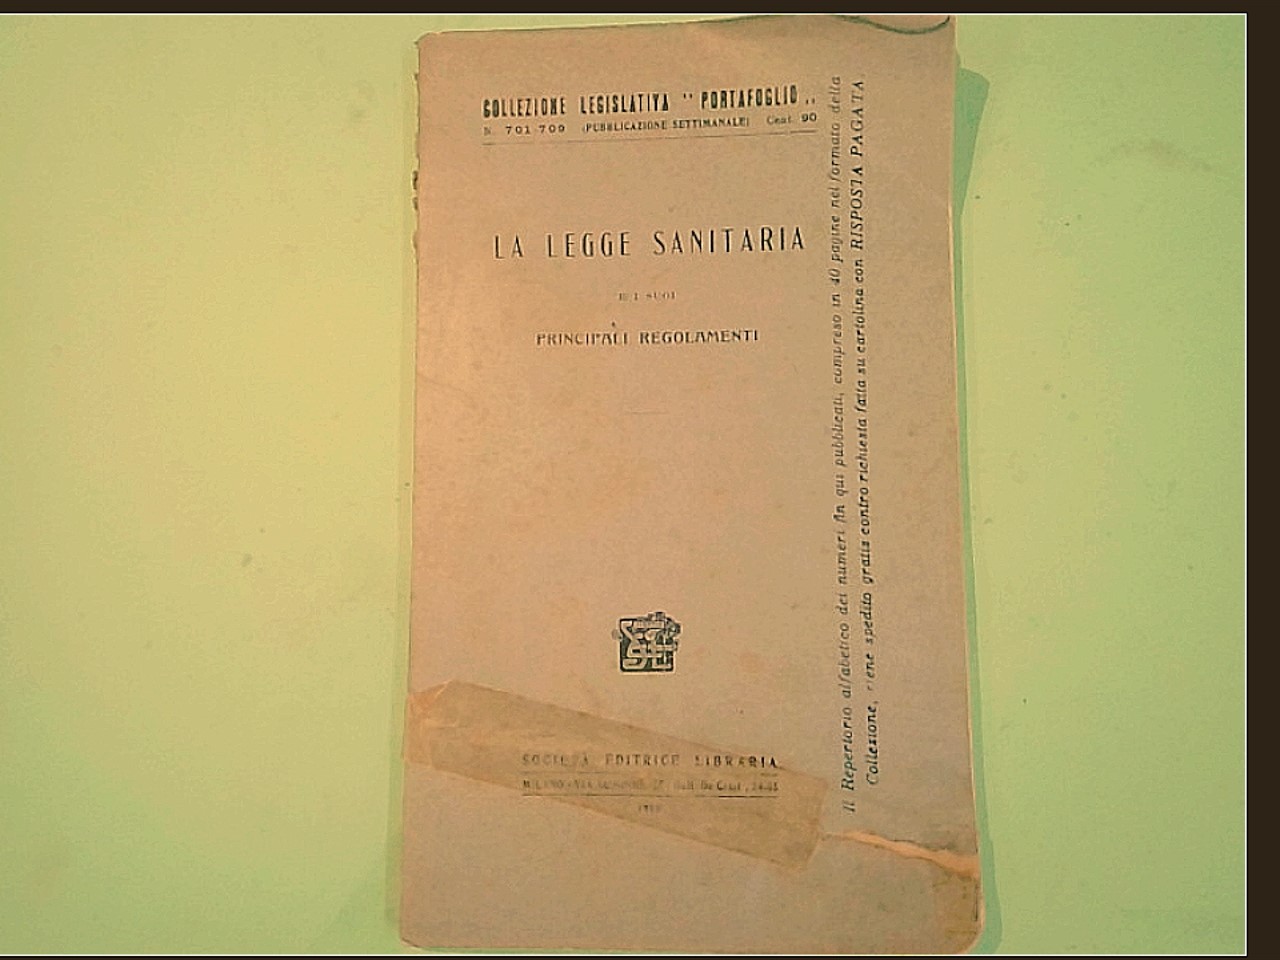 COLLEZIONE LEGISLATIVA " PORTAFOGLIO "
N. 701-709 (PUBBLICAZIONE SETTIMANALE) Cent. 90
LA LEGGE SANITARIA
E I SUOI
PRINCIPALI REGOLAMENTI
SOCIETÀ EDITRICE LIBRARIA
MILANO
Il Repertorio alfabetico dei numeri fin qui pubblicati, compreso in 40 pagine nel formato della
Collezione, viene spedito gratis contro richiesta fatta su cartolina con RISPOSTA PAGATA